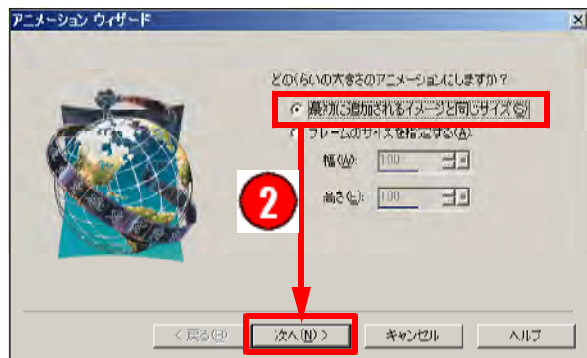 アニメーション ウィザード
どのくらいの大きさのアニメーションにしますか?
最初に追加されるイメージと同じサイズ(S)
フレームのサイズを指定する(A):
幅(W): 100
高さ(E): 100
2
< 戻る(B) 次へ(N) > キャンセル ヘルプ